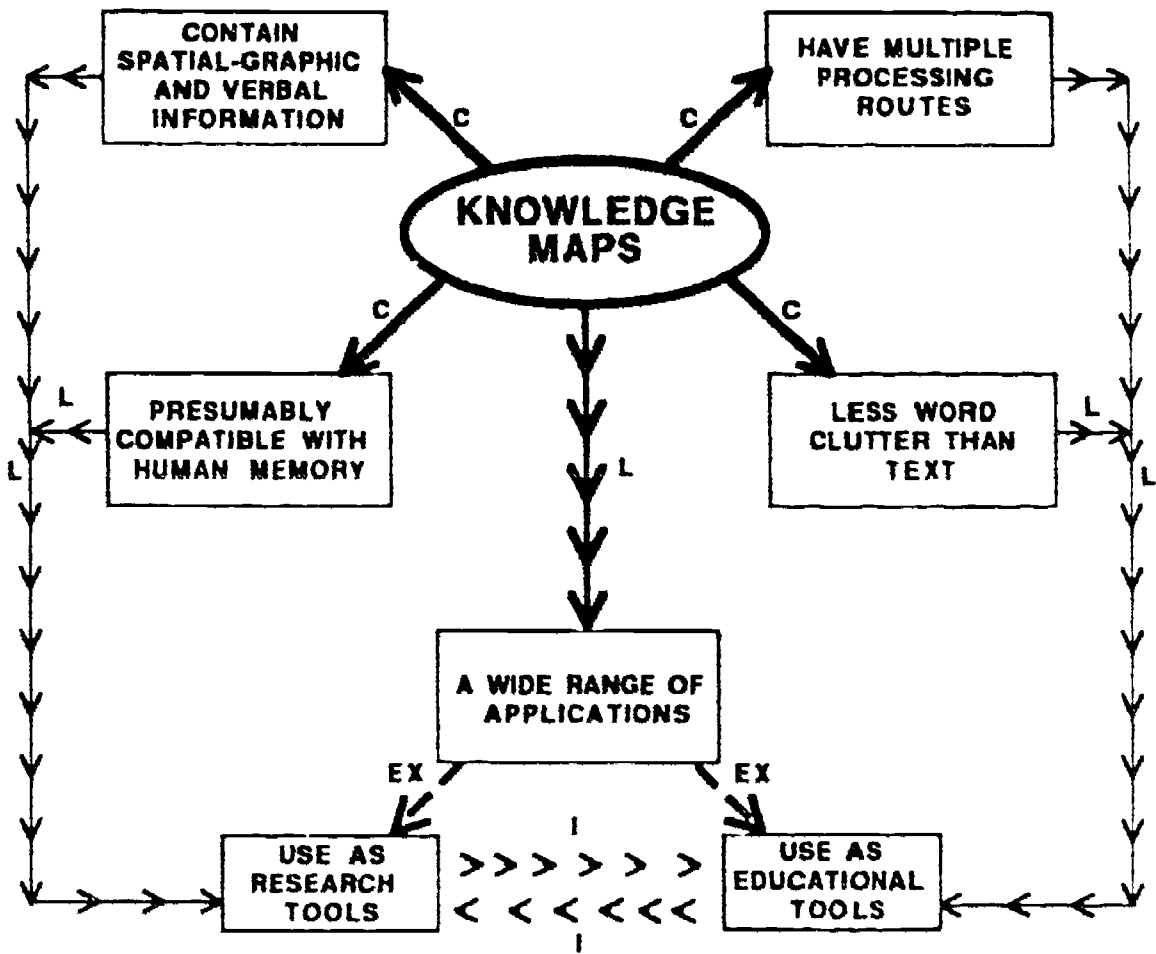 CONTAIN
SPATIAL-GRAPHIC
AND VERBAL
INFORMATION
HAVE MULTIPLE
PROCESSING
ROUTES
C
C
KNOWLEDGE
MAPS
C
C
PRESUMABLY
COMPATIBLE WITH
HUMAN MEMORY
L
L
LESS WORD
CLUTTER THAN
TEXT
L
L
L
A WIDE RANGE OF
APPLICATIONS
EX
EX
USE AS
RESEARCH
TOOLS
I
I
USE AS
EDUCATIONAL
TOOLS